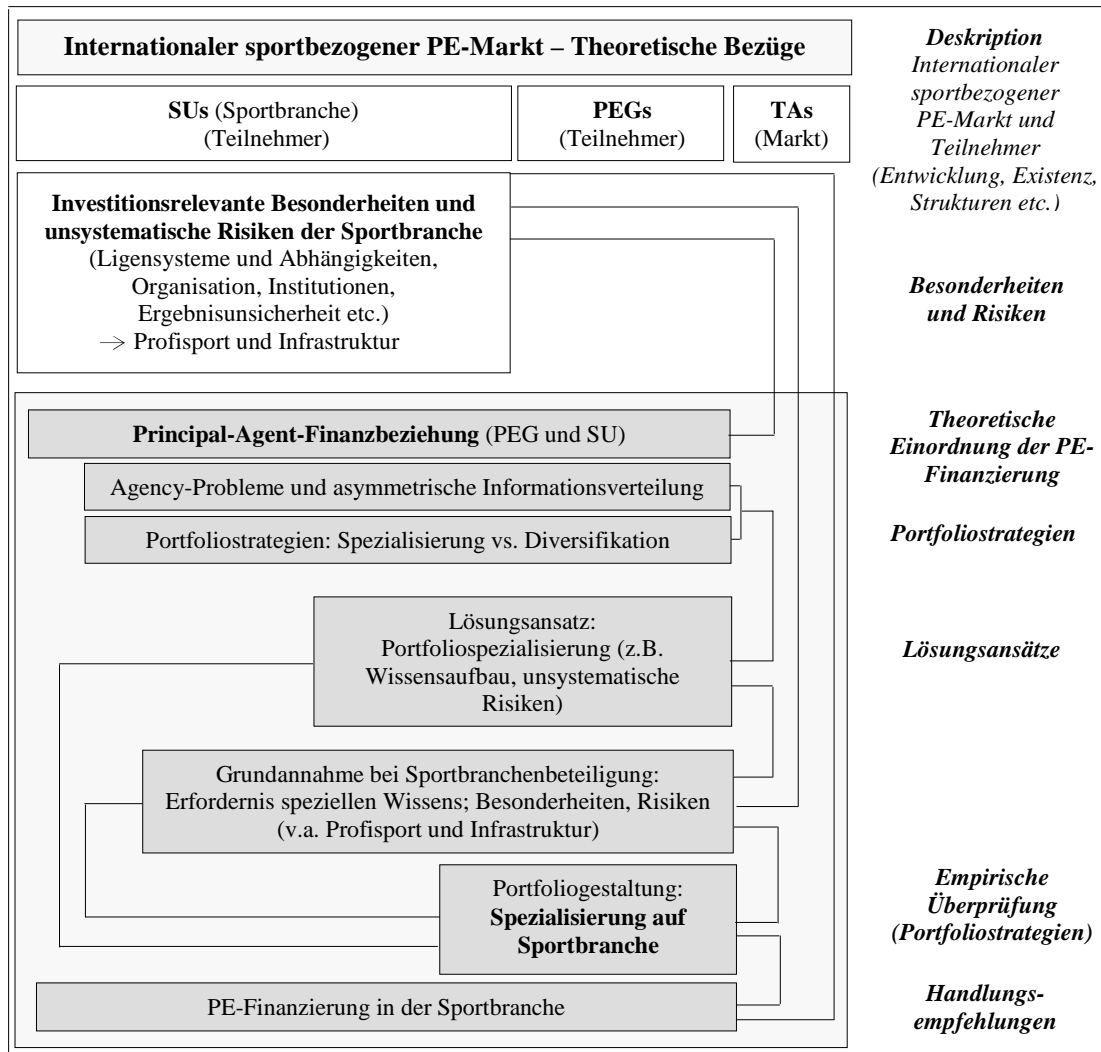 Internationaler sportbezogener PE-Markt – Theoretische Bezüge
SUs (Sportbranche)
(Teilnehmer)
PEGs
(Teilnehmer)
TAs
(Markt)
Deskription
Internationaler
sportbezogener
PE-Markt und
Teilnehmer
(Entwicklung, Existenz,
Strukturen etc.)
Investitionsrelevante Besonderheiten und
unsystematische Risiken der Sportbranche
(Ligensysteme und Abhängigkeiten,
Organisation, Institutionen,
Ergebnisunsicherheit etc.)
→ Profisport und Infrastruktur
Besonderheiten
und Risiken
Principal-Agent-Finanzbeziehung (PEG und SU)
Agency-Probleme und asymmetrische Informationsverteilung
Portfoliostrategien: Spezialisierung vs. Diversifikation
Theoretische
Einordnung der PE-
Finanzierung
Portfoliostrategien
Lösungsansatz:
Portfoliospezialisierung (z.B.
Wissensaufbau, unsystematische
Risiken)
Lösungsansätze
Grundannahme bei Sportbranchenbeteiligung:
Erfordernis speziellen Wissens; Besonderheiten, Risiken
(v.a. Profisport und Infrastruktur)
Portfoliogestaltung:
Spezialisierung auf
Sportbranche
Empirische
Überprüfung
(Portfoliostrategien)
PE-Finanzierung in der Sportbranche
Handlungs-
empfehlungen